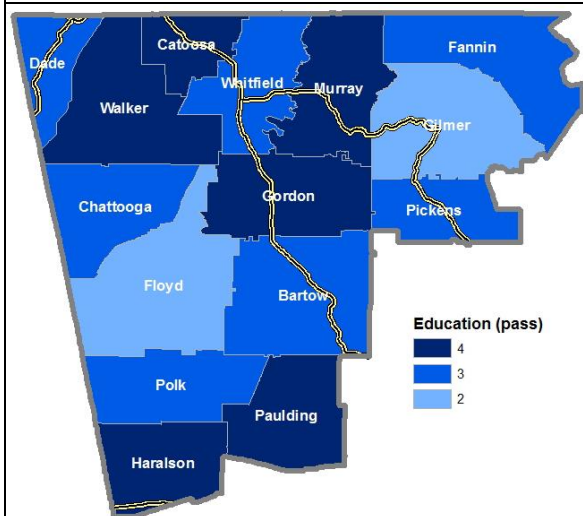 Dade
Catoosa
Fannin
Whitfield
Murray
Walker
Gilmer
Chattooga
Gordon
Pickens
Floyd
Bartow
Education (pass)
4
3
2
Polk
Paulding
Haralson